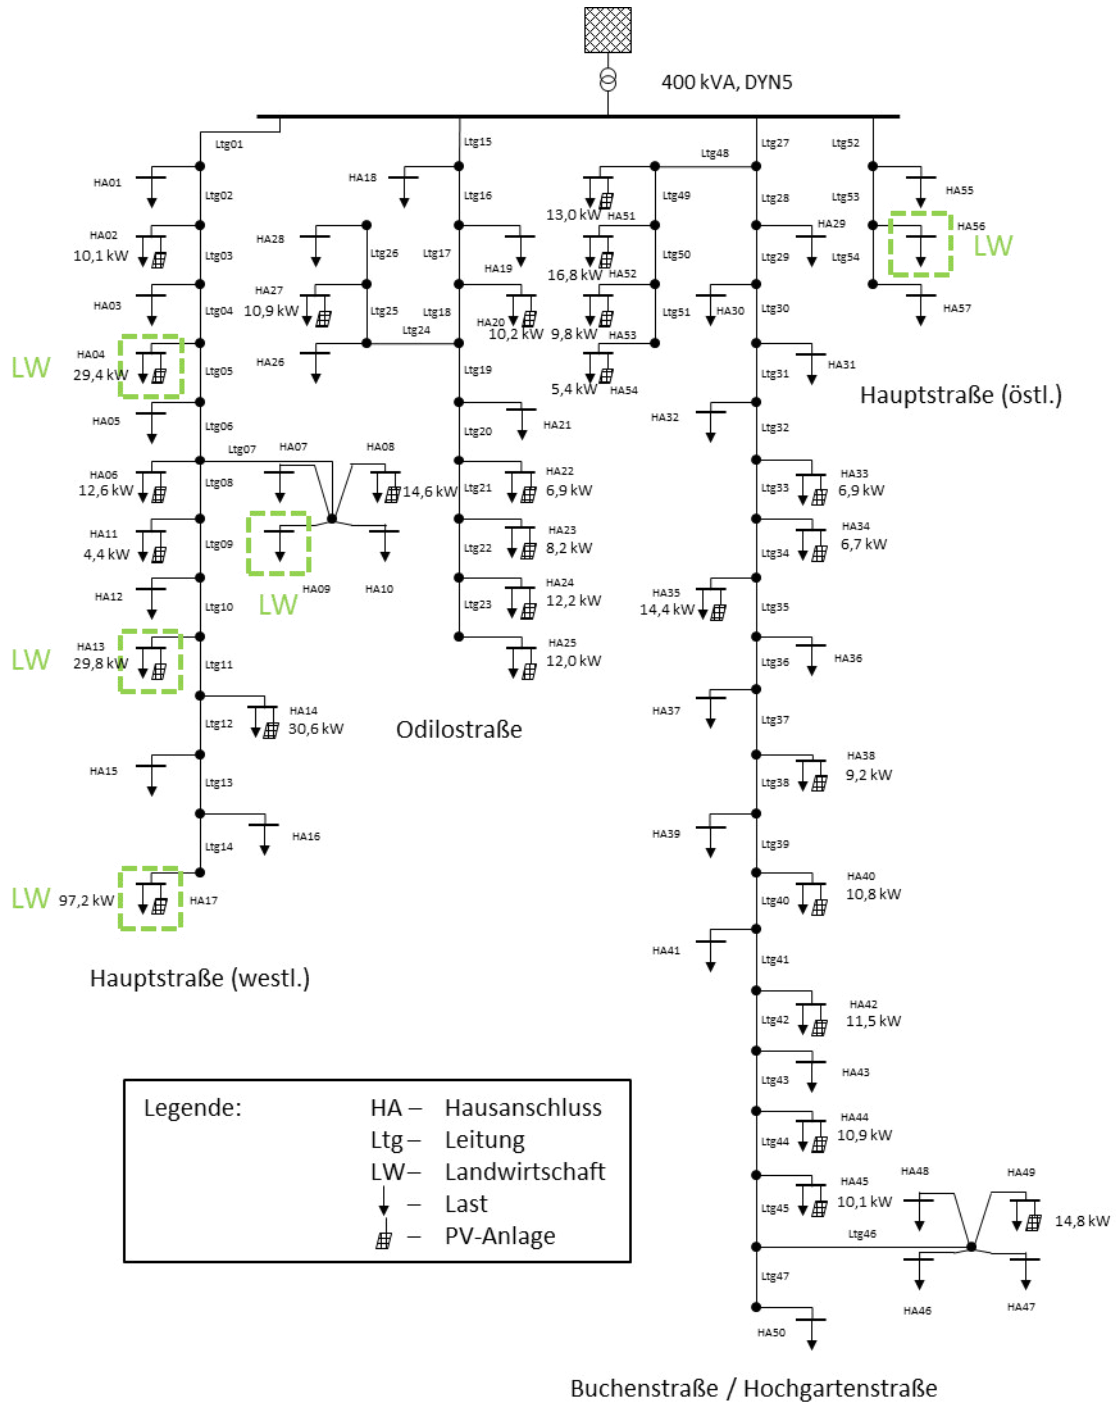 400 kVA, DYN5
Ltg01
Ltg15
Ltg27
Ltg52
HA01
Ltg02
HA18
Ltg16
Ltg48
13,0 kW
HA51
Ltg49
Ltg28
Ltg53
HA55
HA02
10,1 kW
Ltg03
HA28
Ltg26
Ltg17
HA19
16,8 kW
HA52
Ltg50
Ltg29
HA29
Ltg54
HA56
LW
HA03
Ltg04
HA27
10,9 kW
Ltg25
Ltg18
HA20
10,2 kW
9,8 kW
HA53
Ltg51
HA30
Ltg30
HA57
LW
HA04
29,4 kW
Ltg05
HA26
Ltg24
Ltg19
5,4 kW
HA54
Ltg31
HA31
Hauptstraße (östl.)
HA05
Ltg06
Ltg20
HA21
HA32
Ltg32
Ltg07
HA07
HA08
HA06
12,6 kW
Ltg08
14,6 kW
Ltg21
HA22
6,9 kW
Ltg33
HA33
6,9 kW
HA11
4,4 kW
Ltg09
Ltg22
HA23
8,2 kW
Ltg34
HA34
6,7 kW
HA12
Ltg10
HA09
HA10
LW
Ltg23
HA24
12,2 kW
HA35
14,4 kW
Ltg35
LW
HA13
29,8 kW
Ltg11
HA25
12,0 kW
Ltg36
HA36
Ltg12
HA14
30,6 kW
Odilostraße
HA37
Ltg37
HA15
Ltg13
Ltg38
HA38
9,2 kW
Ltg14
HA16
HA39
Ltg39
LW
97,2 kW
HA17
Ltg40
HA40
10,8 kW
Hauptstraße (westl.)
HA41
Ltg41
Ltg42
HA42
11,5 kW
Ltg43
HA43
Ltg44
HA44
10,9 kW
Ltg45
HA45
10,1 kW
HA48
HA49
14,8 kW
Ltg46
Ltg47
HA46
HA47
HA50
Buchenstraße / Hochgartenstraße
Legende:
HA – Hausanschluss
Ltg – Leitung
LW – Landwirtschaft
– Last
– PV-Anlage